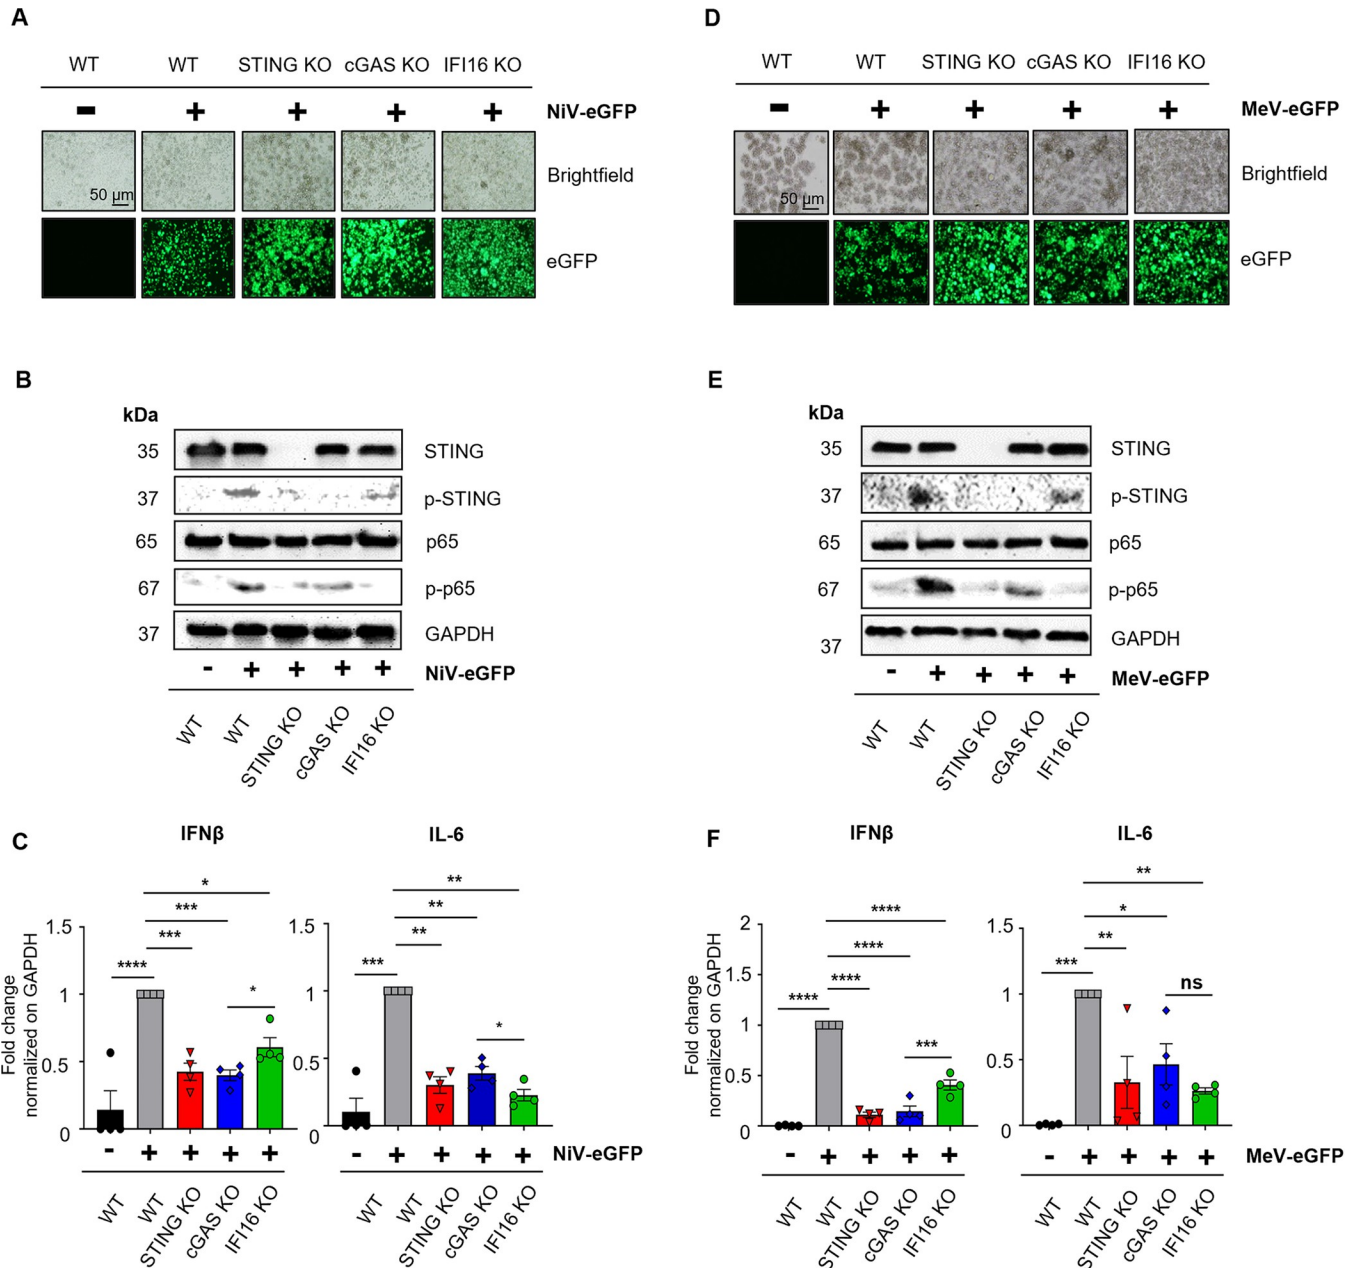 A
WT WT STING KO cGAS KO IFI16 KO
- + + + + NiV-eGFP
50 µm
Brightfield
eGFP
D
WT WT STING KO cGAS KO IFI16 KO
- + + + + MeV-eGFP
50 µm
Brightfield
eGFP
B
kDa
35 STING
37 p-STING
65 p65
67 p-p65
37 GAPDH
- + + + + NiV-eGFP
WT WT STING KO cGAS KO IFI16 KO
E
kDa
35 STING
37 p-STING
65 p65
67 p-p65
37 GAPDH
- + + + + MeV-eGFP
WT WT STING KO cGAS KO IFI16 KO
C
IFNβ
Fold change
normalized on GAPDH
*
***
***
****
*
1.5
1
0.5
0
- + + + +
WT WT STING KO cGAS KO IFI16 KO
IL-6
**
**
**
***
*
1.5
1
0.5
0
- + + + + NiV-eGFP
WT WT STING KO cGAS KO IFI16 KO
F
IFNβ
Fold change
normalized on GAPDH
****
****
****
****
***
2
1.5
1
0.5
0
- + + + +
WT WT STING KO cGAS KO IFI16 KO
IL-6
**
*
**
***
ns
1.5
1
0.5
0
- + + + + MeV-eGFP
WT WT STING KO cGAS KO IFI16 KO